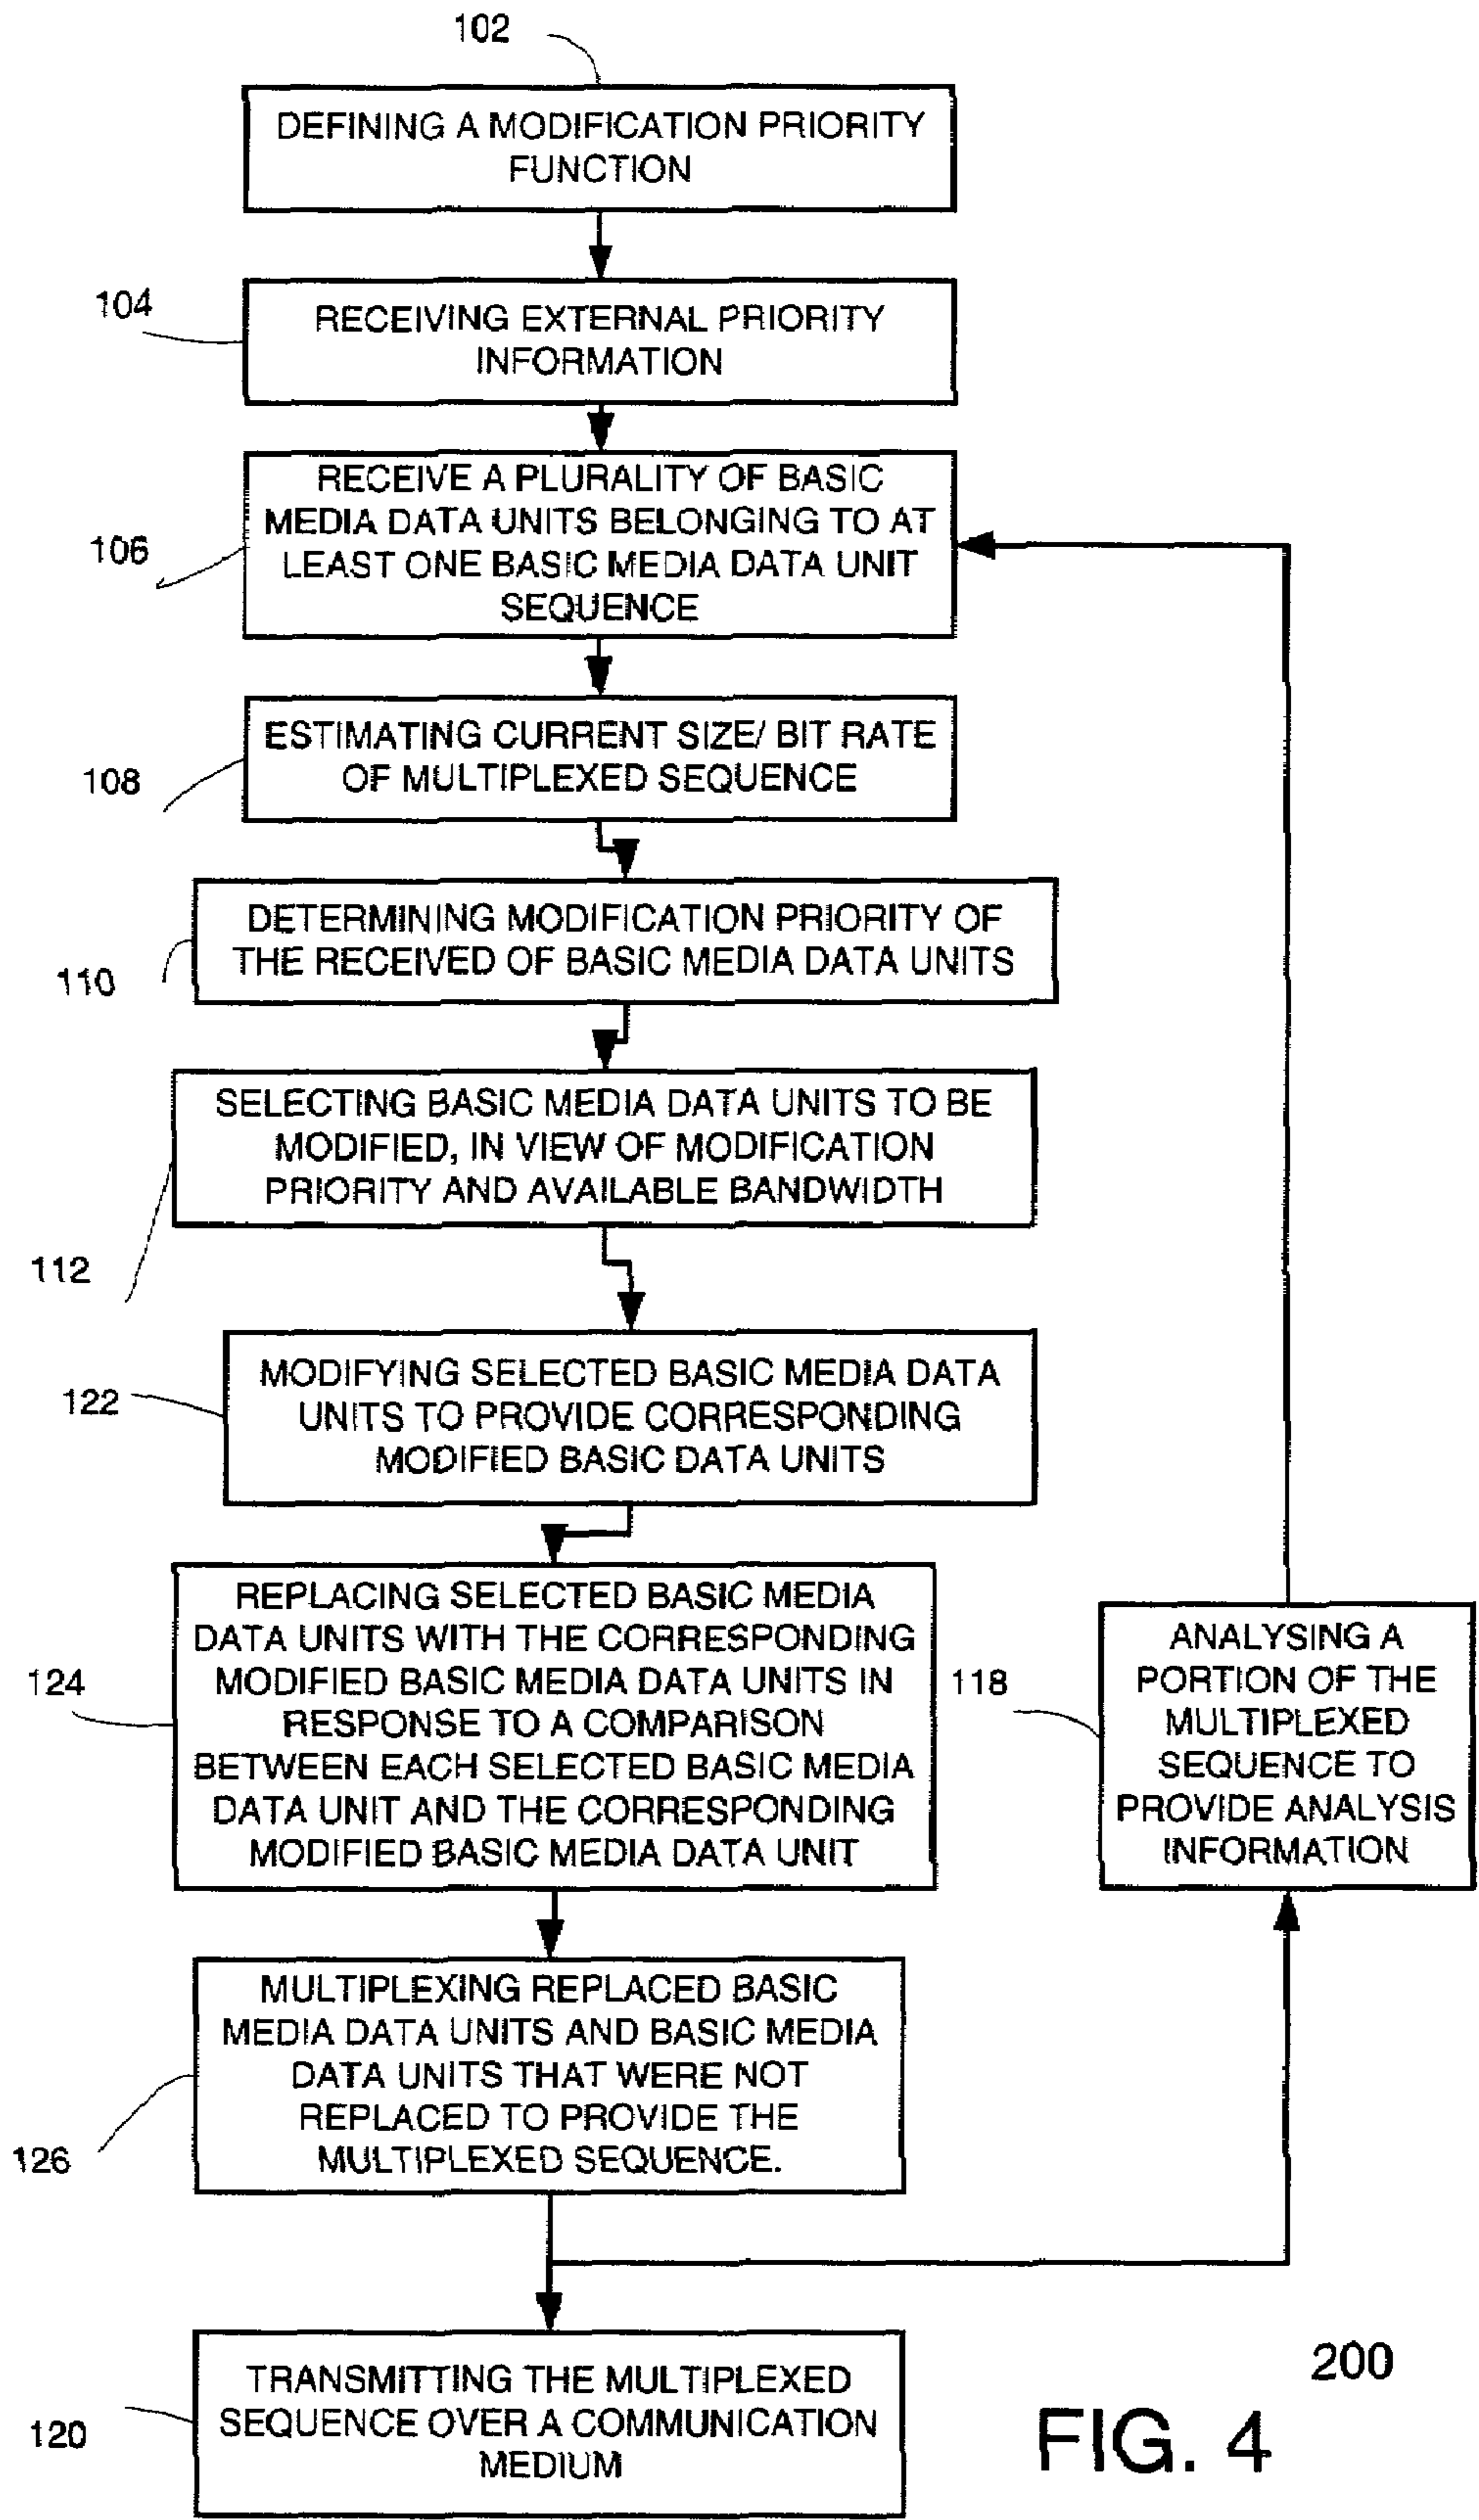 102
DEFINING A MODIFICATION PRIORITY
FUNCTION
104
RECEIVING EXTERNAL PRIORITY
INFORMATION
106
RECEIVE A PLURALITY OF BASIC
MEDIA DATA UNITS BELONGING TO AT
LEAST ONE BASIC MEDIA DATA UNIT
SEQUENCE
108
ESTIMATING CURRENT SIZE/ BIT RATE
OF MULTIPLEXED SEQUENCE
110
DETERMINING MODIFICATION PRIORITY OF
THE RECEIVED OF BASIC MEDIA DATA UNITS
112
SELECTING BASIC MEDIA DATA UNITS TO BE
MODIFIED, IN VIEW OF MODIFICATION
PRIORITY AND AVAILABLE BANDWIDTH
122
MODIFYING SELECTED BASIC MEDIA DATA
UNITS TO PROVIDE CORRESPONDING
MODIFIED BASIC DATA UNITS
124
REPLACING SELECTED BASIC MEDIA
DATA UNITS WITH THE CORRESPONDING
MODIFIED BASIC MEDIA DATA UNITS IN
RESPONSE TO A COMPARISON
BETWEEN EACH SELECTED BASIC MEDIA
DATA UNIT AND THE CORRESPONDING
MODIFIED BASIC MEDIA DATA UNIT
118
ANALYSING A
PORTION OF THE
MULTIPLEXED
SEQUENCE TO
PROVIDE ANALYSIS
INFORMATION
126
MULTIPLEXING REPLACED BASIC
MEDIA DATA UNITS AND BASIC MEDIA
DATA UNITS THAT WERE NOT
REPLACED TO PROVIDE THE
MULTIPLEXED SEQUENCE.
120
TRANSMITTING THE MULTIPLEXED
SEQUENCE OVER A COMMUNICATION
MEDIUM
200
FIG. 4